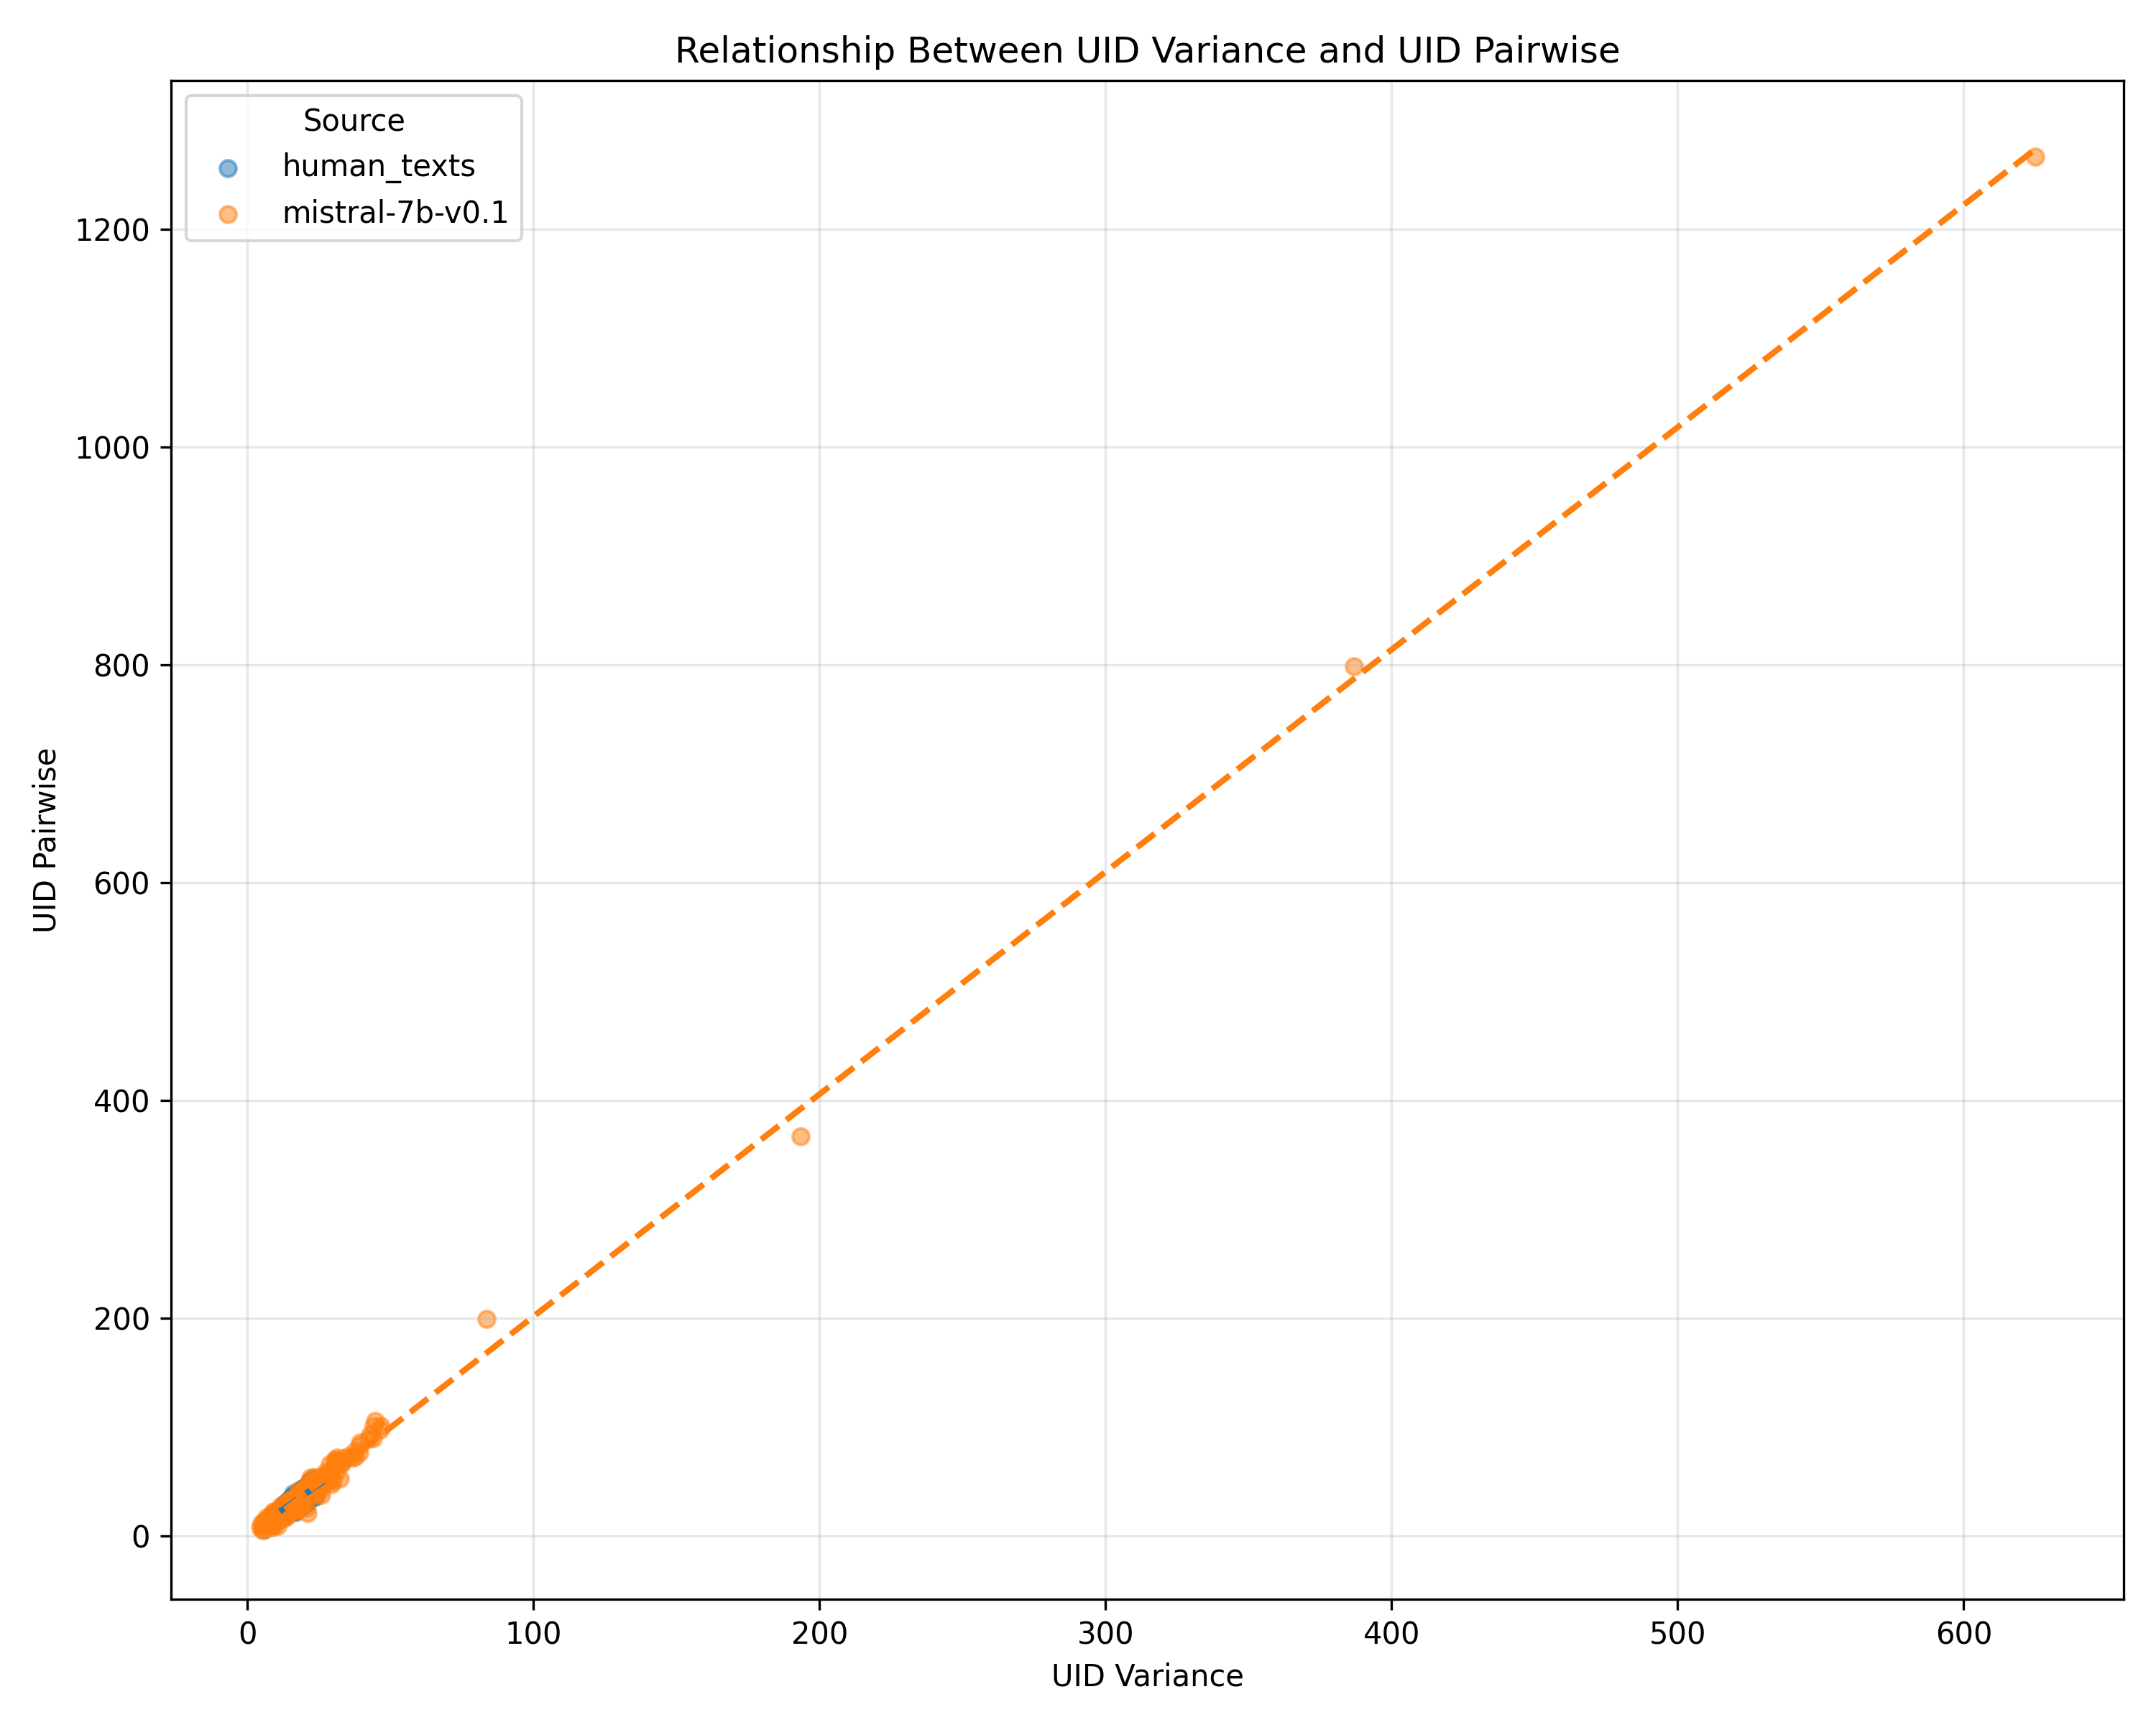 Relationship Between UID Variance and UID Pairwise
Source
human_texts
mistral-7b-v0.1
UID Pairwise
1200
1000
800
600
400
200
0
0 100 200 300 400 500 600
UID Variance